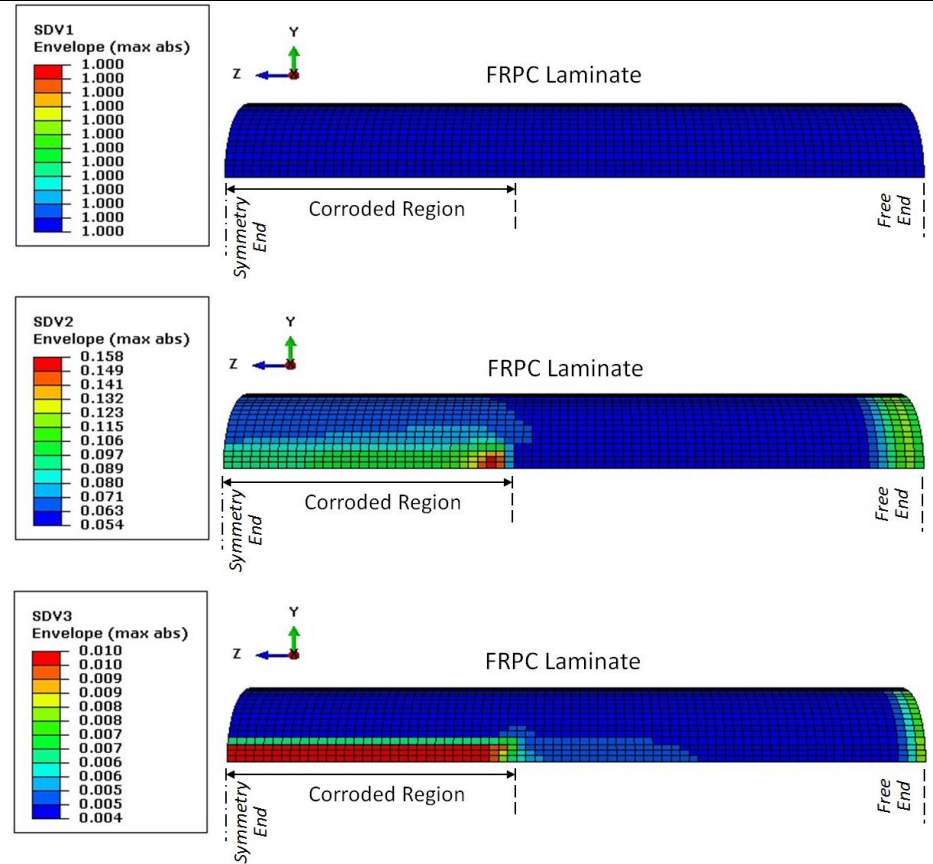 SDV1
Envelope (max abs)
1.000
1.000
1.000
1.000
1.000
1.000
1.000
1.000
1.000
1.000
1.000
1.000
1.000
Y
Z
X
FRPC Laminate
Corroded Region
Symmetry
End
Free
End
SDV2
Envelope (max abs)
0.158
0.149
0.141
0.132
0.123
0.115
0.106
0.097
0.089
0.080
0.071
0.063
0.054
Y
Z
X
FRPC Laminate
Corroded Region
Symmetry
End
Free
End
SDV3
Envelope (max abs)
0.010
0.010
0.009
0.009
0.008
0.008
0.007
0.007
0.006
0.006
0.005
0.005
0.004
Y
Z
X
FRPC Laminate
Corroded Region
Symmetry
End
Free
End